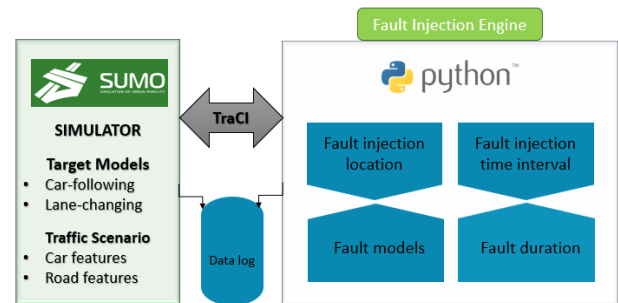 Fault Injection Engine
SUMO
SIMULATION OF URBAN MOBILITY
SIMULATOR
Target Models
• Car-following
• Lane-changing
Traffic Scenario
• Car features
• Road features
TraCI
Data log
python™
Fault injection
location
Fault injection
time interval
Fault models
Fault duration